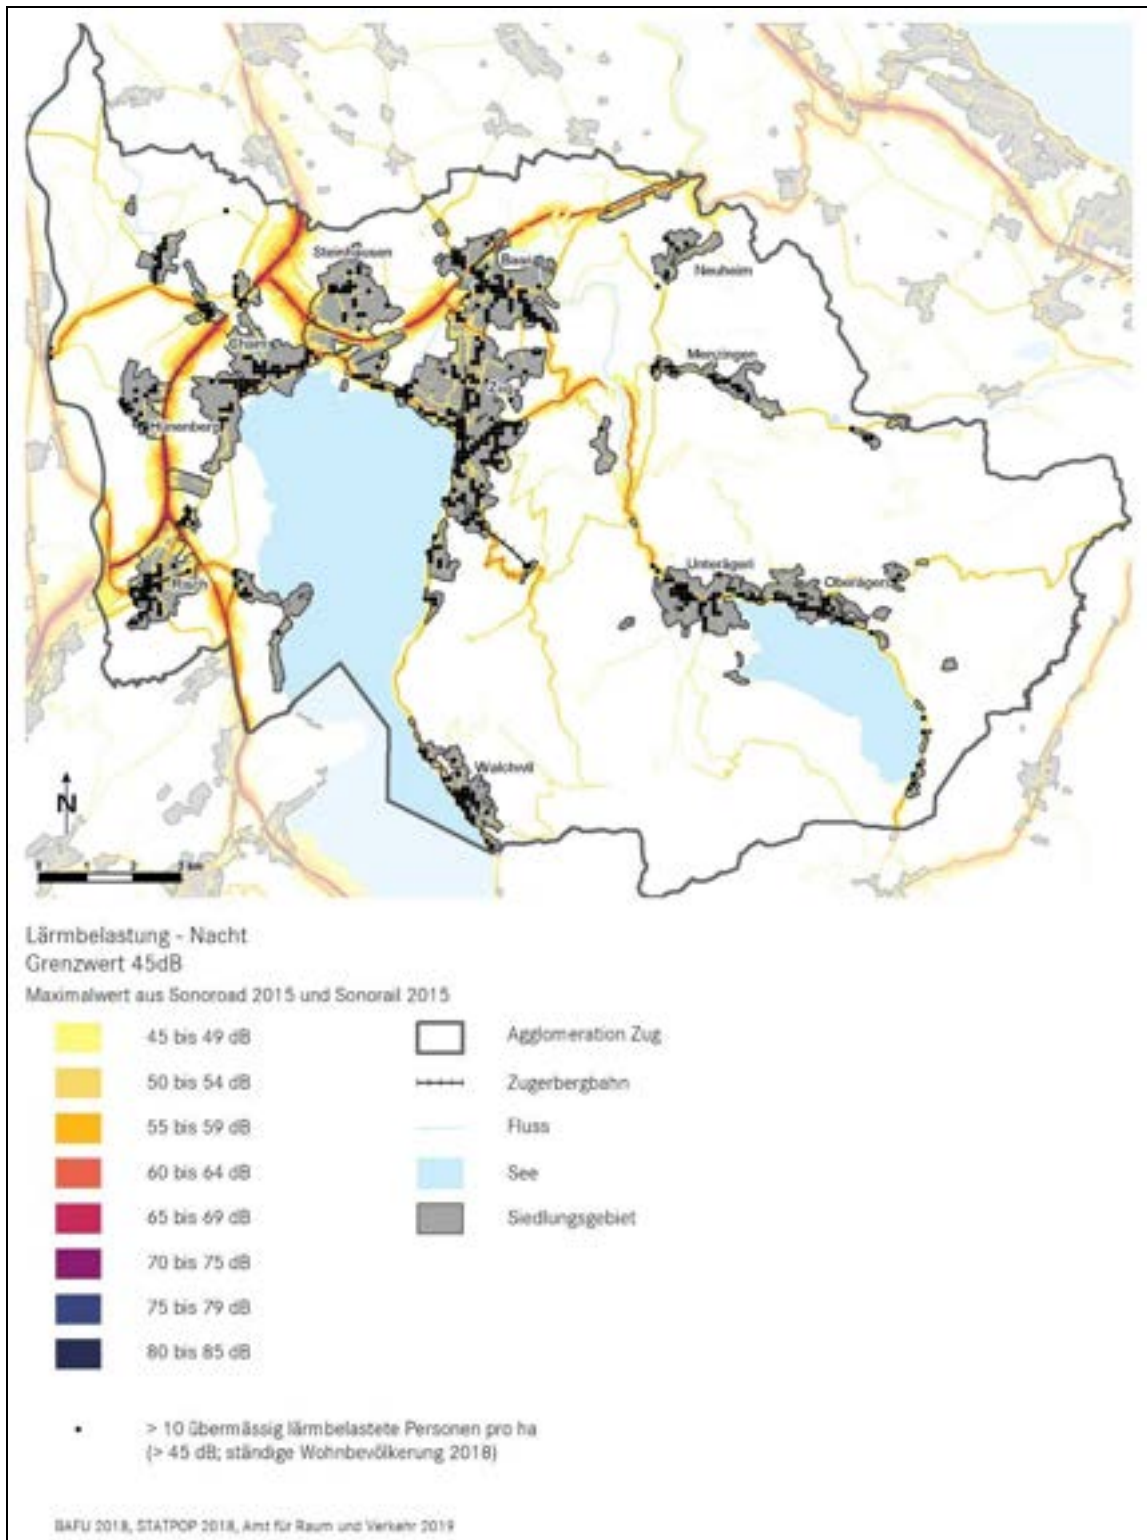 Steinhausen
Baar
Neuheim
Cham
Menzingen
Zug
Hünenberg
Unterägeri
Oberägeri
Risch
Walchwil
N
Lärmbelastung - Nacht
Grenzwert 45dB
Maximalwert aus Sonoroad 2015 und Sonorail 2015
45 bis 49 dB
50 bis 54 dB
55 bis 59 dB
60 bis 64 dB
65 bis 69 dB
70 bis 75 dB
75 bis 79 dB
80 bis 85 dB
Agglomeration Zug
Zugerbergbahn
Fluss
See
Siedlungsgebiet
> 10 übermässig lärmbelastete Personen pro ha
(> 45 dB; ständige Wohnbevölkerung 2018)
BAFU 2018, STATPOP 2018, Amt für Raum und Verkehr 2019